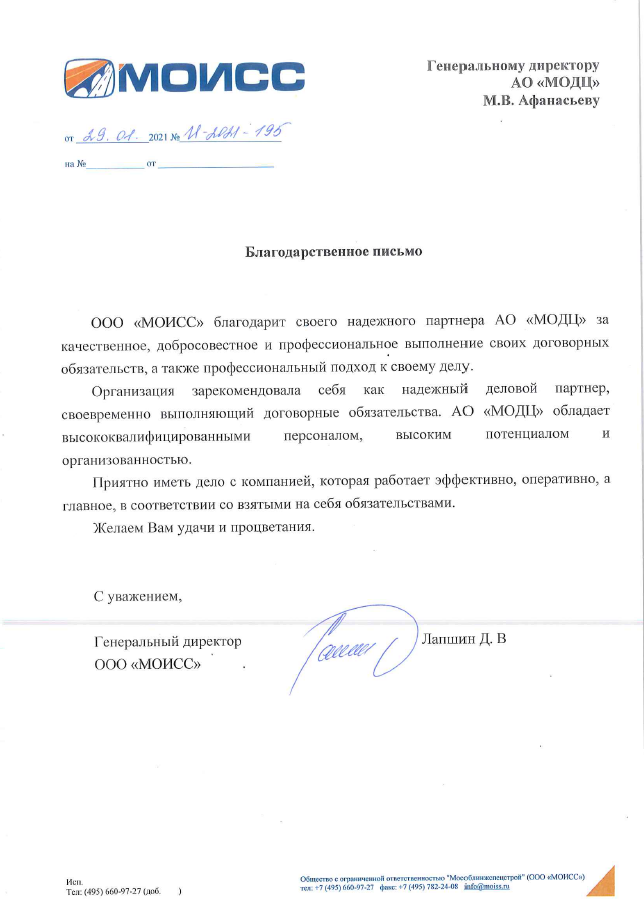 МОИСС
Генеральному директору
АО «МОДЦ»
М.В. Афанасьеву
от 29.01. 2021 № И-2021-195
на №____________ от ____________________
Благодарственное письмо
ООО «МОИСС» благодарит своего надежного партнера АО «МОДЦ» за
качественное, добросовестное и профессиональное выполнение своих договорных
обязательств, а также профессиональный подход к своему делу.
Организация зарекомендовала себя как надежный деловой партнер,
своевременно выполняющий договорные обязательства. АО «МОДЦ» обладает
высококвалифицированными персоналом, высоким потенциалом и
организованностью.
Приятно иметь дело с компанией, которая работает эффективно, оперативно, а
главное, в соответствии со взятыми на себя обязательствами.
Желаем Вам удачи и процветания.
С уважением,
Генеральный директор
ООО «МОИСС»
Лапшин Д. В
Исп.
Тел: (495) 660-97-27 (доб. )
Общество с ограниченной ответственностью "Мособлинжспецстрой" (ООО «МОИСС»)
тел: +7 (495) 660-97-27 факс: +7 (495) 782-24-08 info@moiss.ru